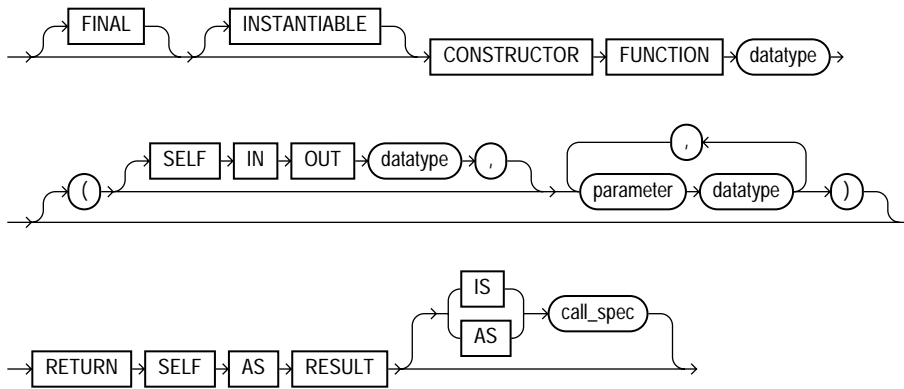 FINAL INSTANTIABLE
CONSTRUCTOR FUNCTION datatype
,
( SELF IN OUT datatype ,
parameter datatype )
IS
RETURN SELF AS RESULT AS call_spec